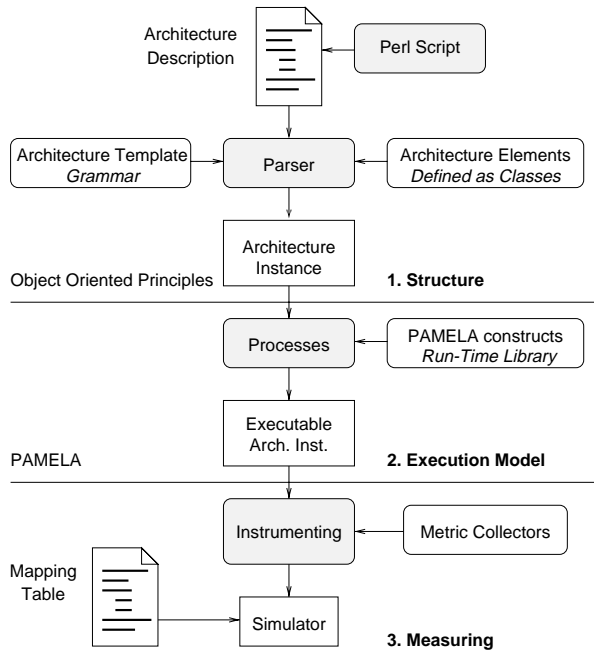 Architecture
Description
Perl Script
Architecture Template
Grammar
Parser
Architecture Elements
Defined as Classes
Architecture
Instance
Object Oriented Principles
1. Structure
Processes
PAMELA constructs
Run-Time Library
Executable
Arch. Inst.
PAMELA
2. Execution Model
Instrumenting
Metric Collectors
Mapping
Table
Simulator
3. Measuring